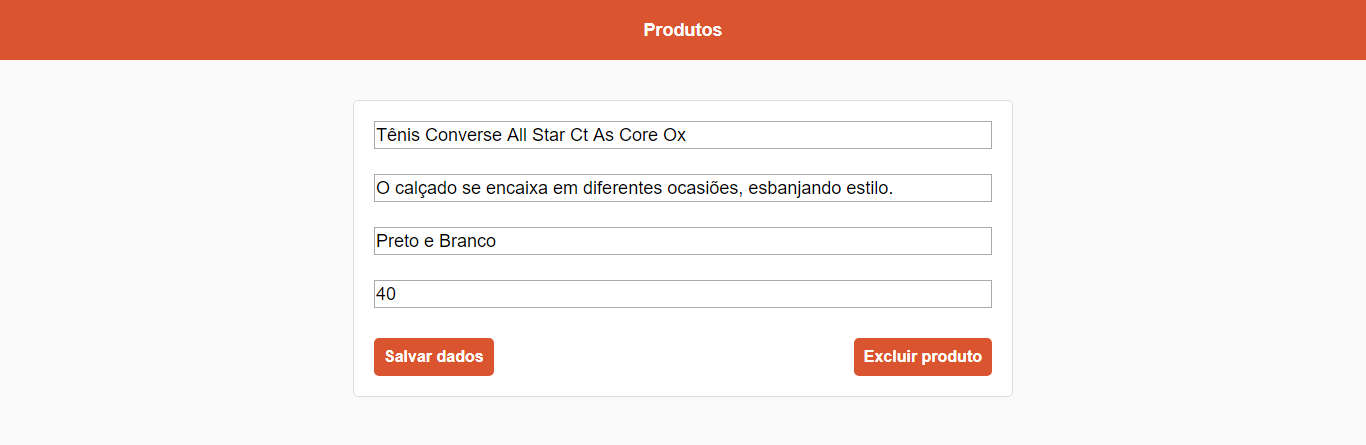 Produtos
Tênis Converse All Star Ct As Core Ox
O calçado se encaixa em diferentes ocasiões, esbanjando estilo.
Preto e Branco
40
Salvar dados
Excluir produto